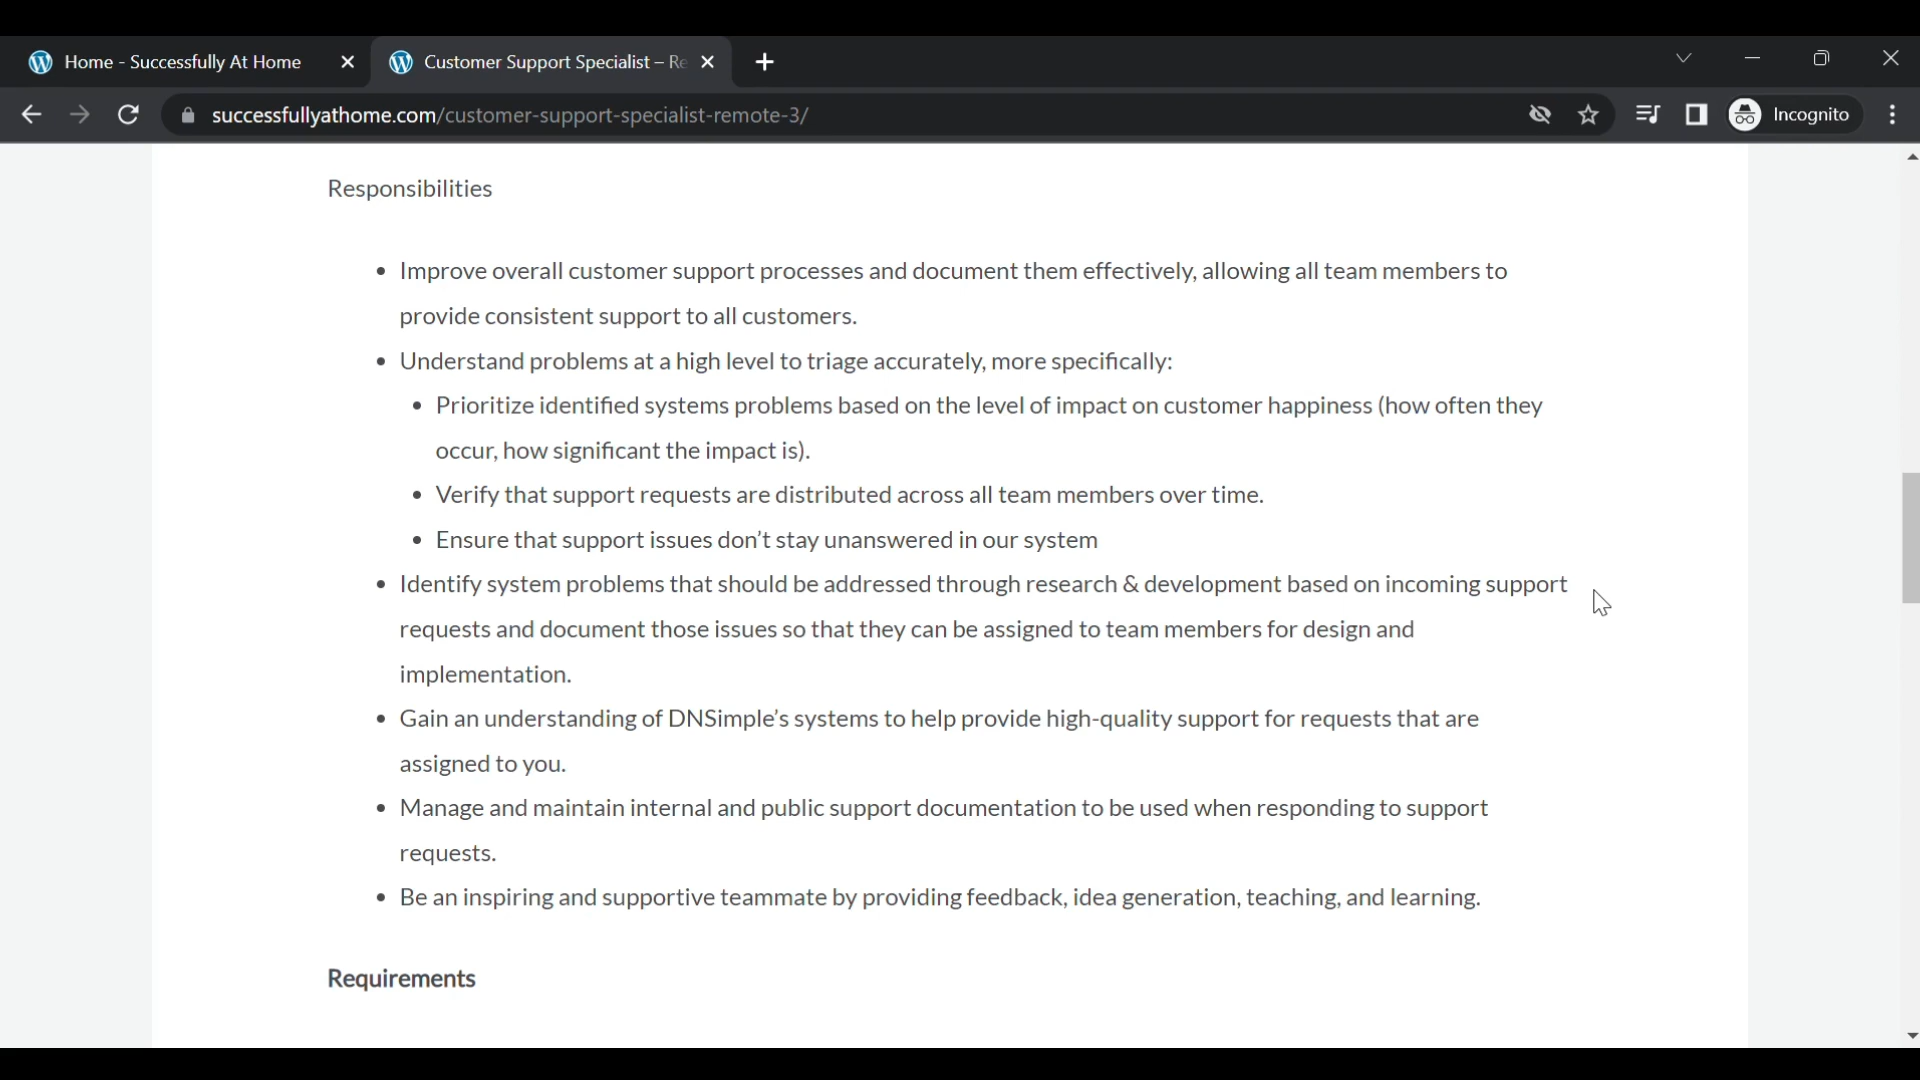 Home - Successfully At Home
Customer Support Specialist – Re
successfullyathome.com/customer-support-specialist-remote-3/
Incognito
Responsibilities
• Improve overall customer support processes and document them effectively, allowing all team members to
provide consistent support to all customers.
• Understand problems at a high level to triage accurately, more specifically:
• Prioritize identified systems problems based on the level of impact on customer happiness (how often they
occur, how significant the impact is).
• Verify that support requests are distributed across all team members over time.
• Ensure that support issues don’t stay unanswered in our system
• Identify system problems that should be addressed through research & development based on incoming support
requests and document those issues so that they can be assigned to team members for design and
implementation.
• Gain an understanding of DNSimple’s systems to help provide high-quality support for requests that are
assigned to you.
• Manage and maintain internal and public support documentation to be used when responding to support
requests.
• Be an inspiring and supportive teammate by providing feedback, idea generation, teaching, and learning.
Requirements